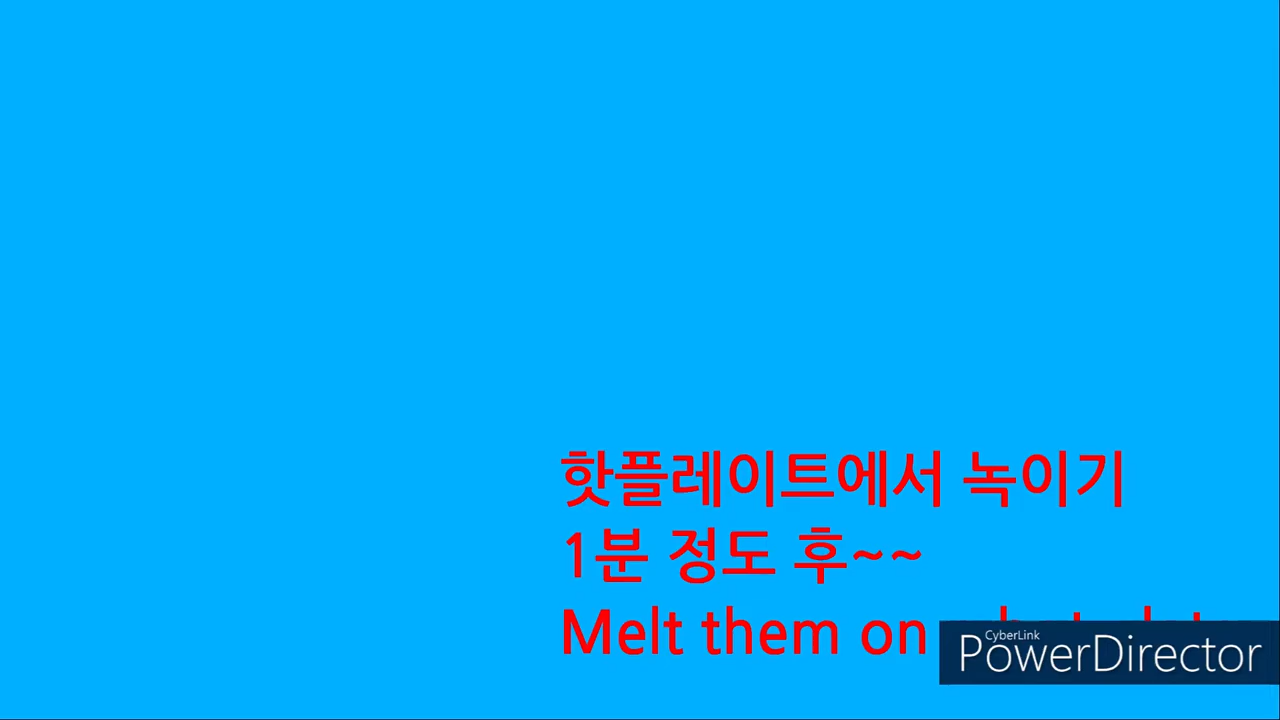 핫플레이트에서 녹이기
1분 정도 후~~
Melt them on
CyberLink
PowerDirector